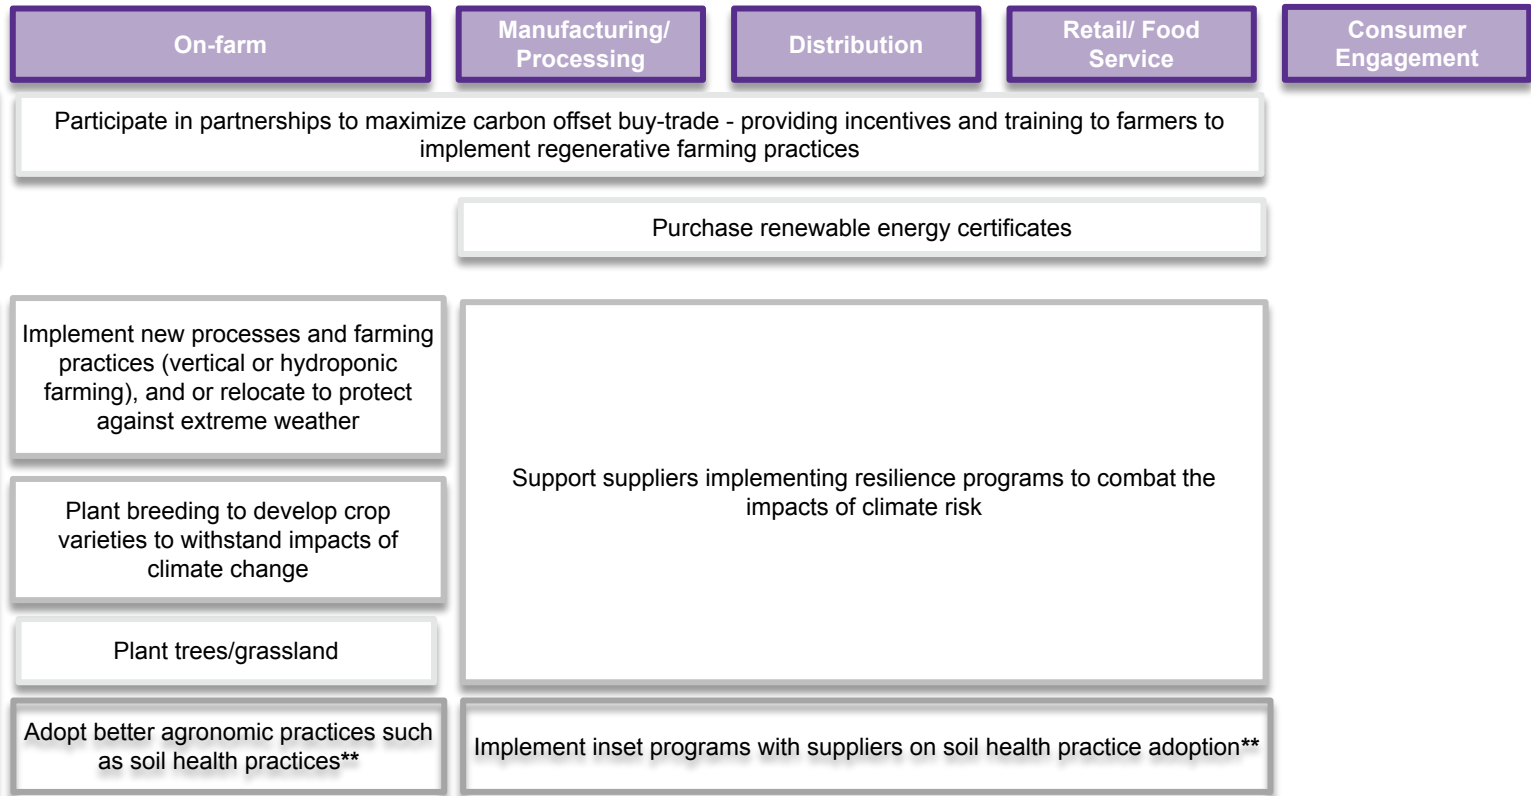 On-farm
Manufacturing/
Processing
Distribution
Retail/ Food
Service
Consumer
Engagement
Participate in partnerships to maximize carbon offset buy-trade - providing incentives and training to farmers to
implement regenerative farming practices
Purchase renewable energy certificates
Implement new processes and farming
practices (vertical or hydroponic
farming), and or relocate to protect
against extreme weather
Support suppliers implementing resilience programs to combat the
impacts of climate risk
Plant breeding to develop crop
varieties to withstand impacts of
climate change
Plant trees/grassland
Adopt better agronomic practices such
as soil health practices**
Implement inset programs with suppliers on soil health practice adoption**